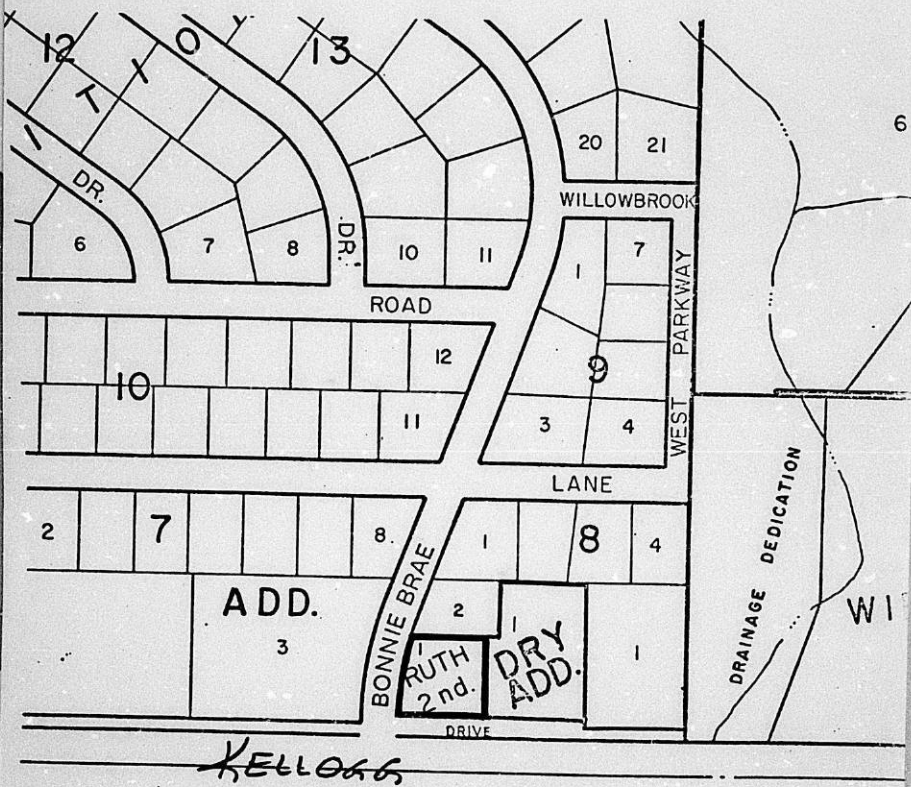 12
I
T
I
O
13
6
20
21
WILLOWBROOK
DR.
DR.
6
7
8
10
11
1
7
ROAD
WEST PARKWAY
12
10
9
11
3
4
LANE
DRAINAGE DEDICATION
2
7
8
1
8
4
BONNIE BRAE
ADD.
3
2
1
RUTH
2nd.
1
DRY
ADD.
1
WI
DRIVE
KELLOGG